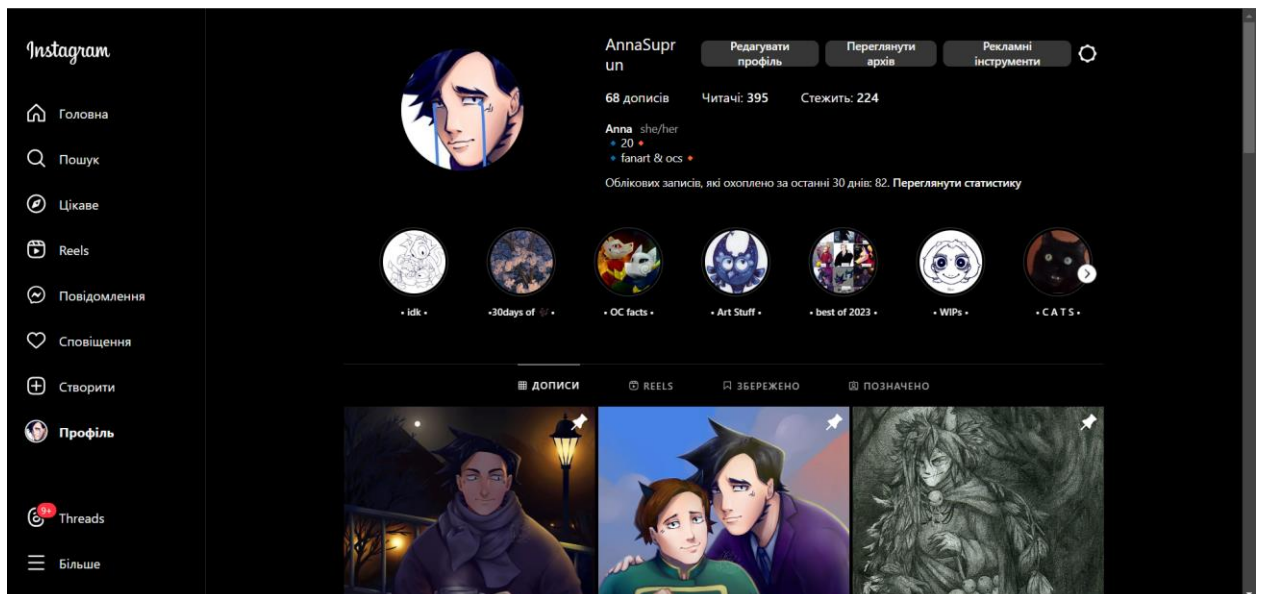 Instagram
Головна
Пошук
Цікаве
Reels
Повідомлення
Сповіщення
Створити
Профіль
9+
Threads
Більше
AnnaSupr
un
Редагувати
профіль
Переглянути
архів
Рекламні
інструменти
68 дописів Читачі: 395 Стежить: 224
Anna she/her
🔹 20 🔸
🔹 fanart & ocs 🔸
Облікових записів, які охоплено за останні 30 днів: 82. Переглянути статистику
• idk •
•30days of •
• OC facts •
• Art Stuff •
• best of 2023 •
• WIPs •
• C A T S •
ДОПИСИ
REELS
ЗБЕРЕЖЕНО
ПОЗНАЧЕНО